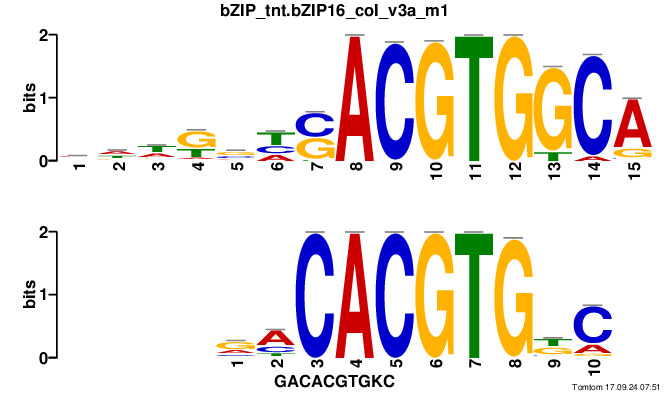 bZIP_tnt.bZIP16_col_v3a_m1
2
bits
1
0
1 2 3 4 5 6 7 8 9 10 11 12 13 14 15
ACGTGGCA
2
bits
1
0
1 2 3 4 5 6 7 8 9 10
CACGTG
GACACGTGKC
Tomtom 17.09.24 07:51